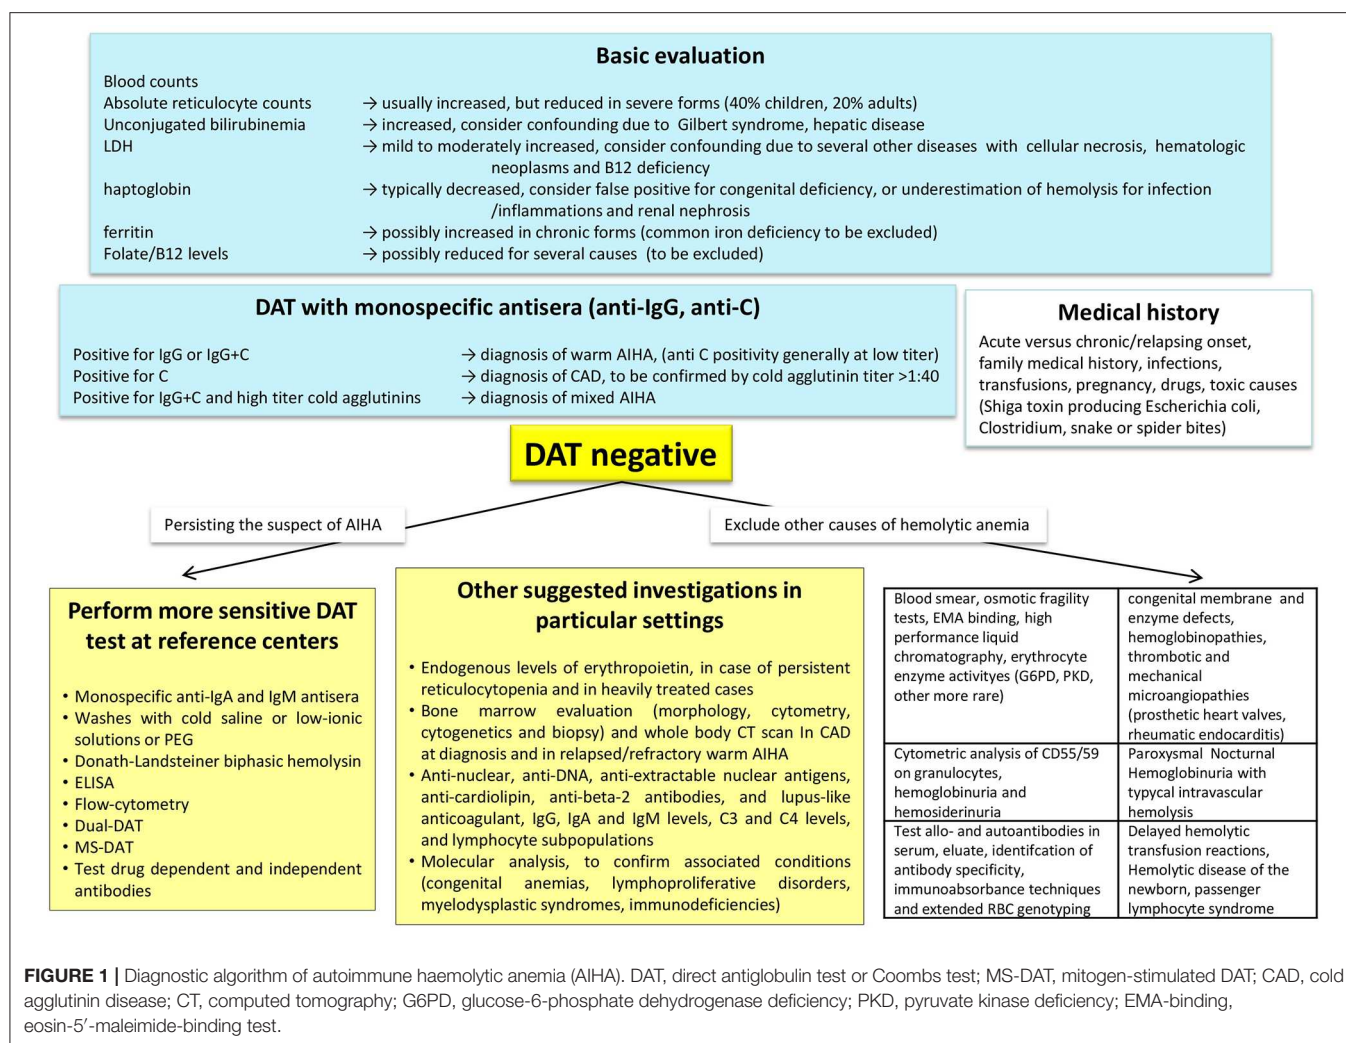 Basic evaluation
Blood counts
Absolute reticulocyte counts → usually increased, but reduced in severe forms (40% children, 20% adults)
Unconjugated bilirubinemia → increased, consider confounding due to Gilbert syndrome, hepatic disease
LDH → mild to moderately increased, consider confounding due to several other diseases with cellular necrosis, hematologic
neoplasms and B12 deficiency
haptoglobin → typically decreased, consider false positive for congenital deficiency, or underestimation of hemolysis for infection
/inflammations and renal nephrosis
ferritin → possibly increased in chronic forms (common iron deficiency to be excluded)
Folate/B12 levels → possibly reduced for several causes (to be excluded)
DAT with monospecific antisera (anti-IgG, anti-C)
Positive for IgG or IgG+C → diagnosis of warm AIHA, (anti C positivity generally at low titer)
Positive for C → diagnosis of CAD, to be confirmed by cold agglutinin titer >1:40
Positive for IgG+C and high titer cold agglutinins → diagnosis of mixed AIHA
Medical history
Acute versus chronic/relapsing onset,
family medical history, infections,
transfusions, pregnancy, drugs, toxic causes
(Shiga toxin producing Escherichia coli,
Clostridium, snake or spider bites)
DAT negative
Persisting the suspect of AIHA
Exclude other causes of hemolytic anemia
Perform more sensitive DAT
test at reference centers
• Monospecific anti-IgA and IgM antisera
• Washes with cold saline or low-ionic
solutions or PEG
• Donath-Landsteiner biphasic hemolysin
• ELISA
• Flow-cytometry
• Dual-DAT
• MS-DAT
• Test drug dependent and independent
antibodies
Other suggested investigations in
particular settings
• Endogenous levels of erythropoietin, in case of persistent
reticulocytopenia and in heavily treated cases
• Bone marrow evaluation (morphology, cytometry,
cytogenetics and biopsy) and whole body CT scan In CAD
at diagnosis and in relapsed/refractory warm AIHA
• Anti-nuclear, anti-DNA, anti-extractable nuclear antigens,
anti-cardiolipin, anti-beta-2 antibodies, and lupus-like
anticoagulant, IgG, IgA and IgM levels, C3 and C4 levels,
and lymphocyte subpopulations
• Molecular analysis, to confirm associated conditions
(congenital anemias, lymphoproliferative disorders,
myelodysplastic syndromes, immunodeficiencies)
Blood smear, osmotic fragility
tests, EMA binding, high
performance liquid
chromatography, erythrocyte
enzyme activityes (G6PD, PKD,
other more rare)
congenital membrane and
enzyme defects,
hemoglobinopathies,
thrombotic and
mechanical
microangiopathies
(prosthetic heart valves,
rheumatic endocarditis)
Cytometric analysis of CD55/59
on granulocytes,
hemoglobinuria and
hemosiderinuria
Paroxysmal Nocturnal
Hemoglobinuria with
typycal intravascular
hemolysis
Test allo- and autoantibodies in
serum, eluate, identifcation of
antibody specificity,
immunoabsorbance techniques
and extended RBC genotyping
Delayed hemolytic
transfusion reactions,
Hemolytic disease of the
newborn, passenger
lymphocyte syndrome
FIGURE 1 | Diagnostic algorithm of autoimmune haemolytic anemia (AIHA). DAT, direct antiglobulin test or Coombs test; MS-DAT, mitogen-stimulated DAT; CAD, cold
agglutinin disease; CT, computed tomography; G6PD, glucose-6-phosphate dehydrogenase deficiency; PKD, pyruvate kinase deficiency; EMA-binding,
eosin-5′-maleimide-binding test.